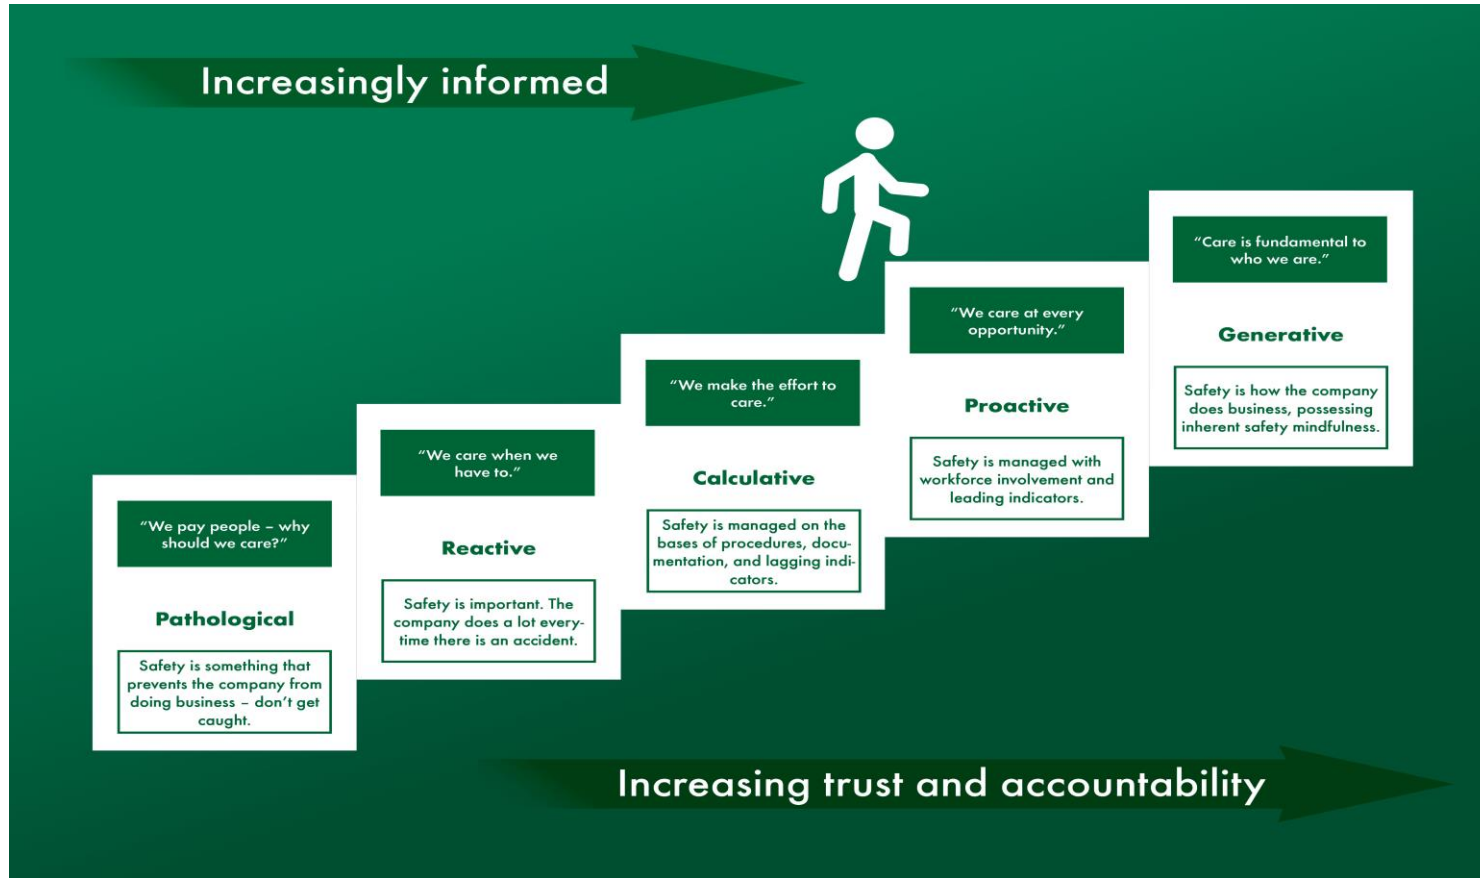 Increasingly informed
“We pay people – why
should we care?”
Pathological
Safety is something that
prevents the company from
doing business – don’t get
caught.
“We care when we
have to.”
Reactive
Safety is important. The
company does a lot every-
time there is an accident.
“We make the effort to
care.”
Calculative
Safety is managed on the
bases of procedures, docu-
mentation, and lagging indi-
cators.
“We care at every
opportunity.”
Proactive
Safety is managed with
workforce involvement and
leading indicators.
“Care is fundamental to
who we are.”
Generative
Safety is how the company
does business, possessing
inherent safety mindfulness.
Increasing trust and accountability